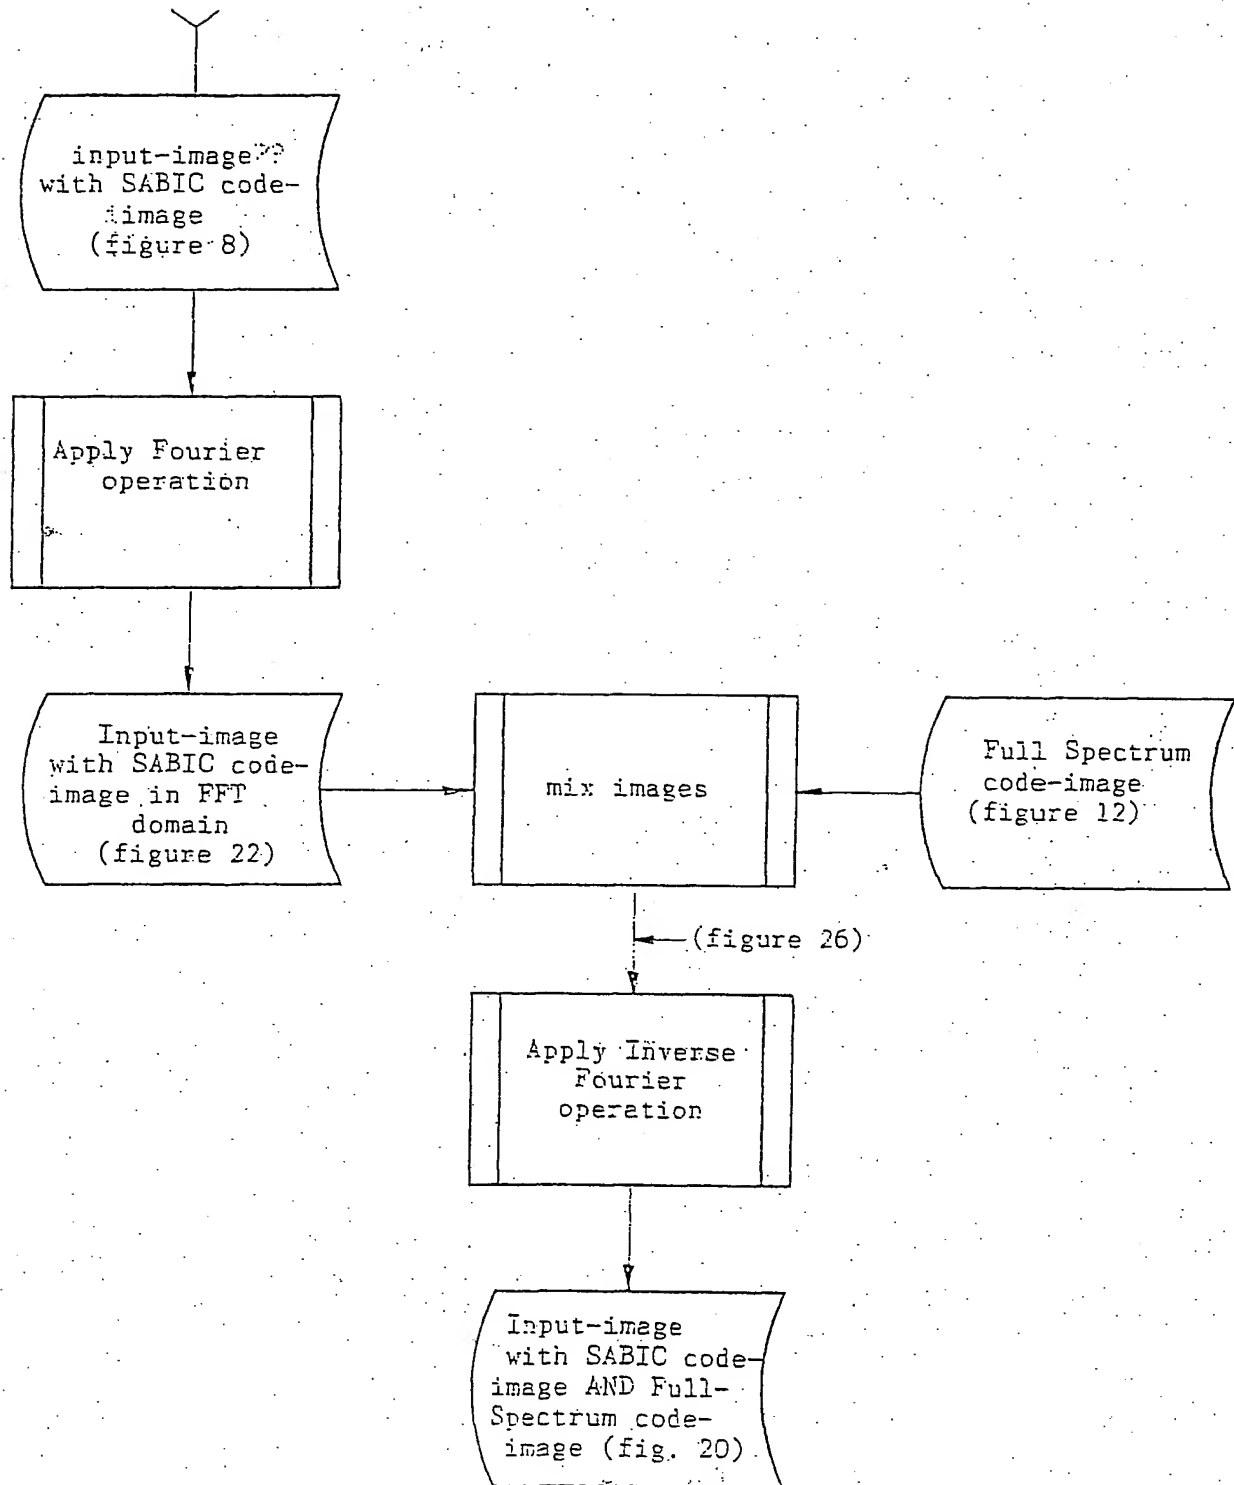 input-image
with SABIC code-
image
(figure 8)
Apply Fourier
operation
Input-image
with SABIC code-
image in FFT
domain
(figure 22)
mix images
Full Spectrum
code-image
(figure 12)
(figure 26)
Apply Inverse
Fourier
operation
Input-image
with SABIC code-
image AND Full-
Spectrum code-
image (fig. 20)